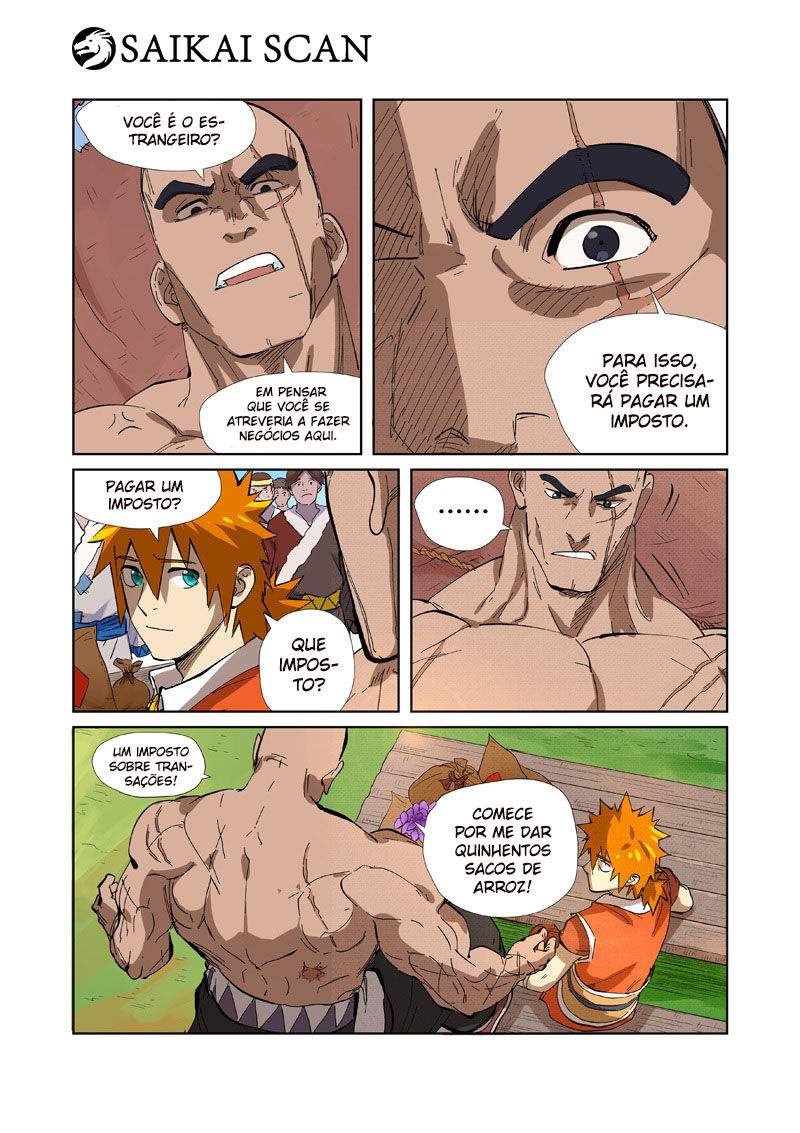 SAIKAI SCAN
VOCÊ É O ES-
TRANGEIRO?
EM PENSAR
QUE VOCÊ SE
ATREVERIA A FAZER
NEGÓCIOS AQUI.
PARA ISSO,
VOCÊ PRECISA-
RÁ PAGAR UM
IMPOSTO.
PAGAR UM
IMPOSTO?
QUE
IMPOS-
TO?
......
UM IMPOSTO
SOBRE TRAN-
SAÇÕES!
COMECE
POR ME DAR
QUINHENTOS
SACOS DE
ARROZ!